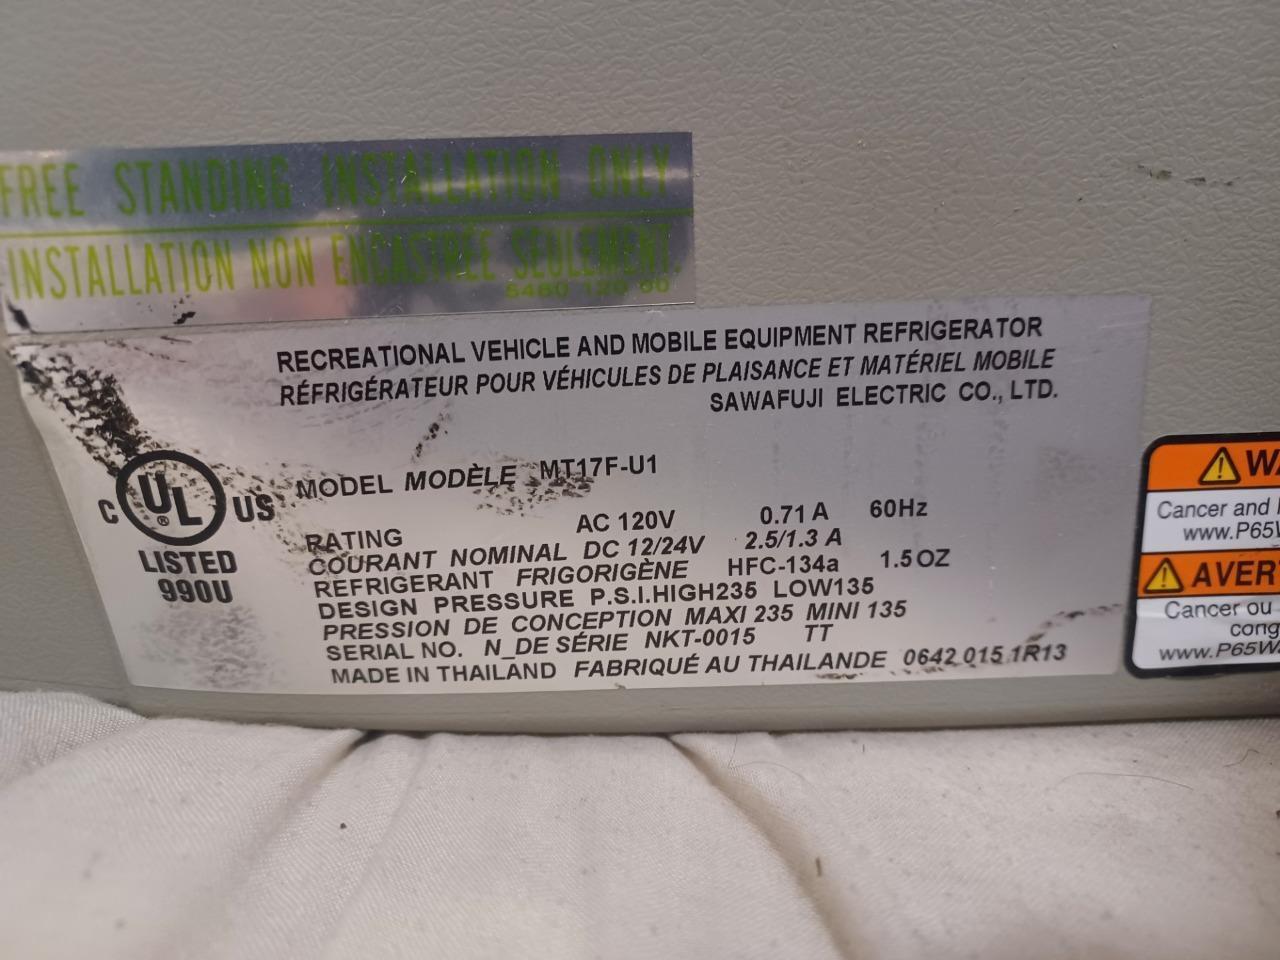 FREE STANDING INSTALLATION ONLY
INSTALLATION NON ENCASTRÉE SEULEMENT.
RECREATIONAL VEHICLE AND MOBILE EQUIPMENT REFRIGERATOR
RÉFRIGÉRATEUR POUR VÉHICULES DE PLAISANCE ET MATÉRIEL MOBILE
SAWAFUJI ELECTRIC CO., LTD.
C UL ® US
LISTED
990U
MODEL MODÈLE MT17F-U1
RATING AC 120V 0.71 A 60Hz
COURANT NOMINAL DC 12/24V 2.5/1.3 A
REFRIGERANT FRIGORIGÈNE HFC-134a 1.5 OZ
DESIGN PRESSURE P.S.I.HIGH235 LOW135
PRESSION DE CONCEPTION MAXI 235 MINI 135
SERIAL NO. N_DE SÉRIE NKT-0015 TT
MADE IN THAILAND FABRIQUÉ AU THAILANDE 0642 015 1R13
Cancer and
www.P65
Cancer ou
cong
www.P65W